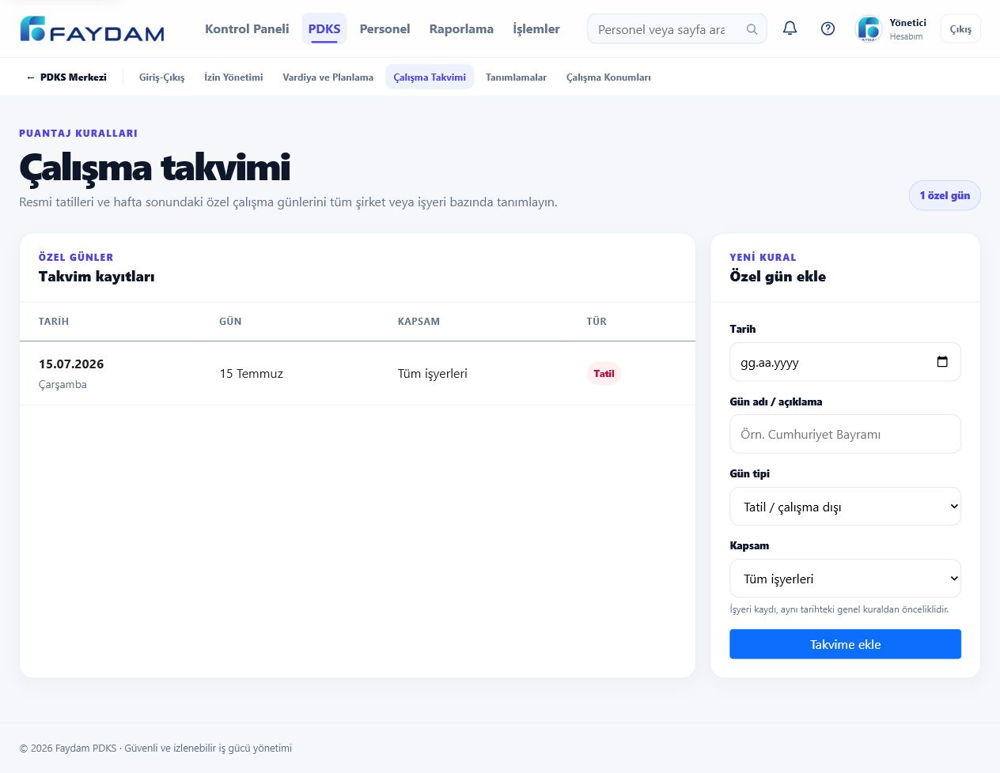 FAYDAM
Kontrol Paneli
PDKS
Personel
Raporlama
İşlemler
Personel veya sayfa ara
Yönetici
Hesabım
Çıkış
← PDKS Merkezi
Giriş-Çıkış
İzin Yönetimi
Vardiya ve Planlama
Çalışma Takvimi
Tanımlamalar
Çalışma Konumları
PUANTAJ KURALLARI
Çalışma takvimi
Resmi tatilleri ve hafta sonundaki özel çalışma günlerini tüm şirket veya işyeri bazında tanımlayın.
1 özel gün
ÖZEL GÜNLER
Takvim kayıtları
TARİH GÜN KAPSAM TÜR
15.07.2026
Çarşamba
15 Temmuz
Tüm işyerleri
Tatil
YENİ KURAL
Özel gün ekle
Tarih
gg.aa.yyyy
Gün adı / açıklama
Örn. Cumhuriyet Bayramı
Gün tipi
Tatil / çalışma dışı
Kapsam
Tüm işyerleri
İşyeri kaydı, aynı tarihteki genel kuraldan önceliklidir.
Takvime ekle
© 2026 Faydam PDKS · Güvenli ve izlenebilir iş gücü yönetimi